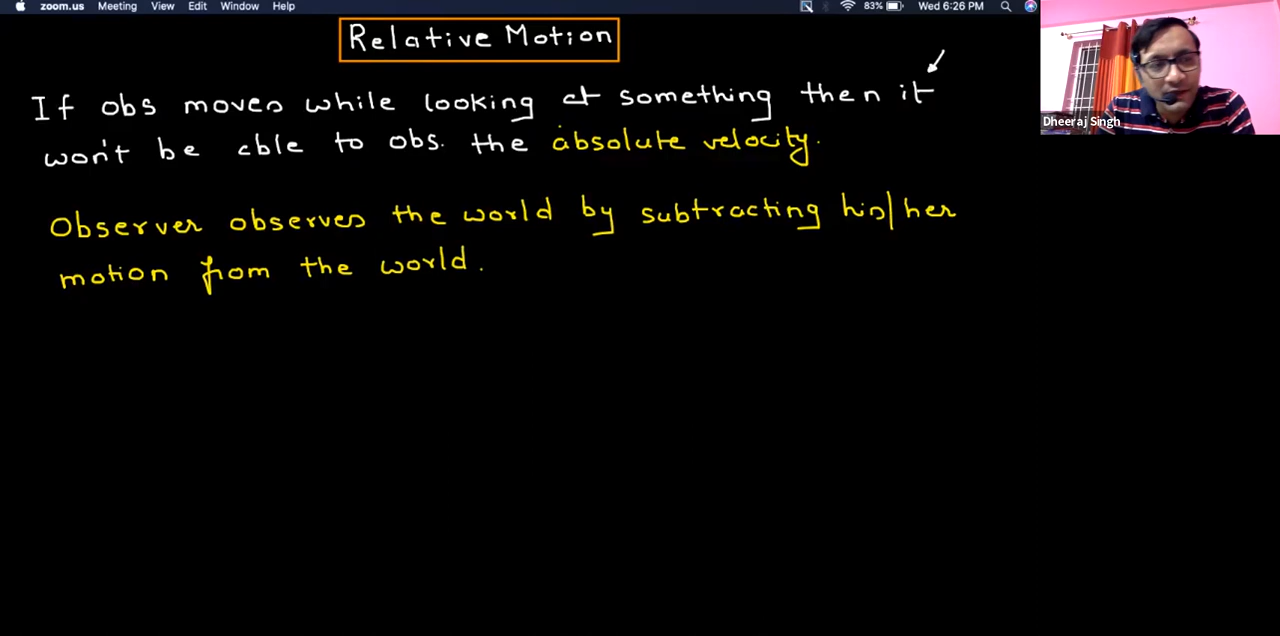 zoom.us Meeting View Edit Window Help 83% Wed 6:26 PM
Relative Motion
If obs moves while looking at something then it
won't be able to obs. the absolute velocity.
Observer observes the world by subtracting his/her
motion from the world.
Dheeraj Singh